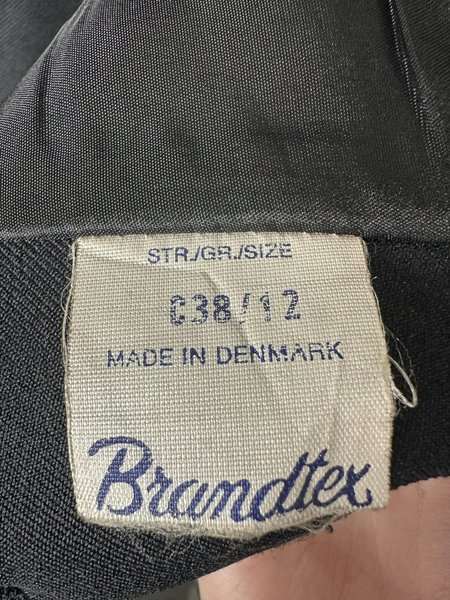 STR./GR./SIZE
C38/12
MADE IN DENMARK
Brandtex